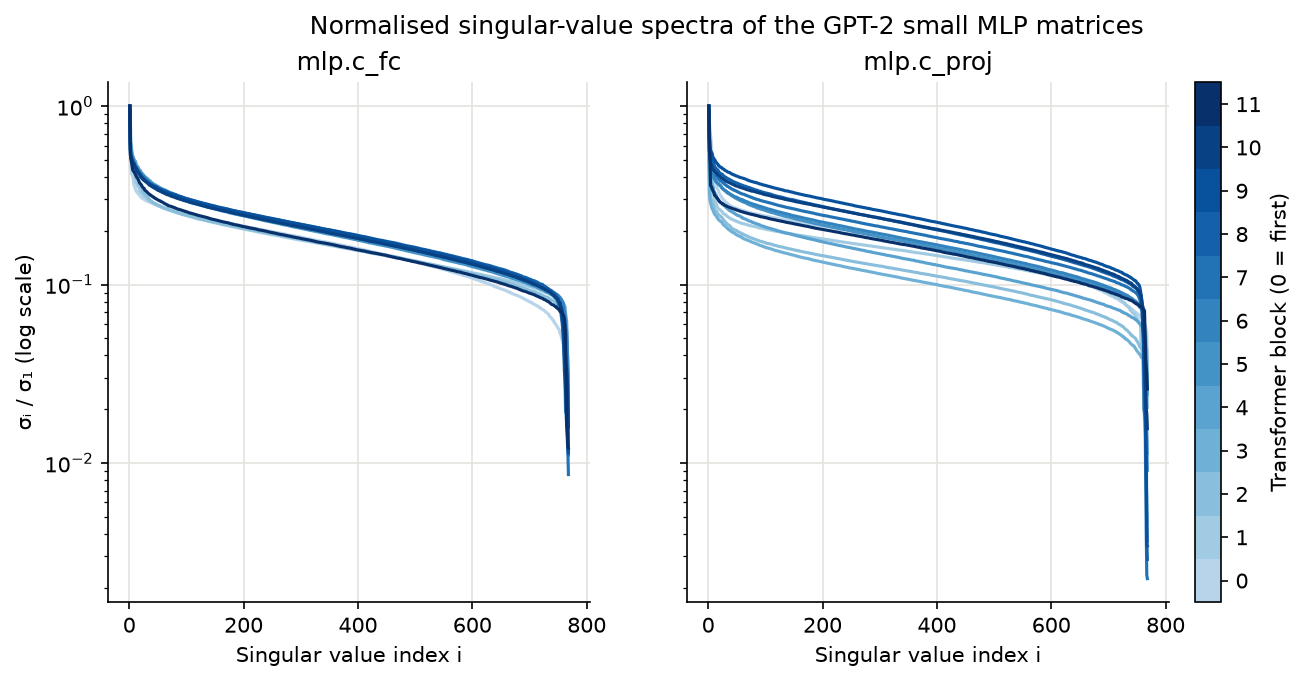 Normalised singular-value spectra of the GPT-2 small MLP matrices
mlp.c_fc
mlp.c_proj
σᵢ / σ₁ (log scale)
10⁰
10⁻¹
10⁻²
0 200 400 600 800
Singular value index i
0 200 400 600 800
Singular value index i
11
10
9
8
7
6
5
4
3
2
1
0
Transformer block (0 = first)